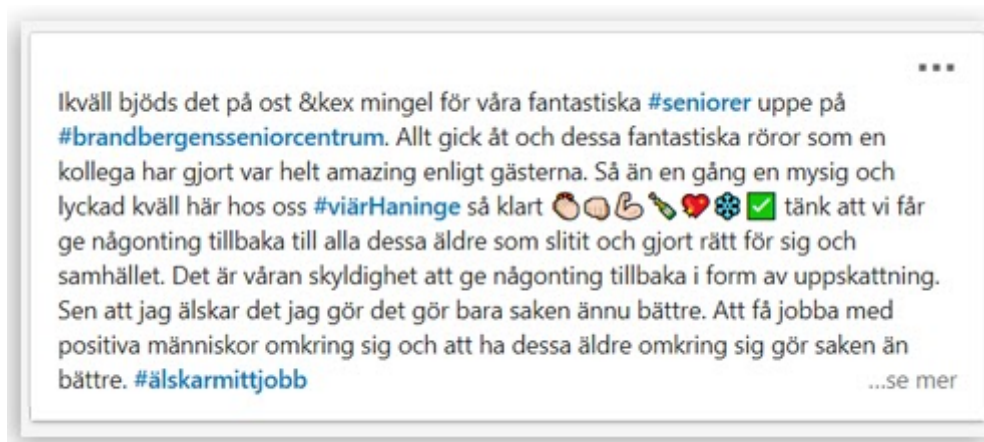 Ikväll bjöds det på ost &kex mingel för våra fantastiska #seniorer uppe på
#brandbergensseniorcentrum. Allt gick åt och dessa fantastiska röror som en
kollega har gjort var helt amazing enligt gästerna. Så än en gång en mysig och
lyckad kväll här hos oss #viärHaninge så klart 👏🏻👊🏻💪🏻🍾💖❄️✅ tänk att vi får
ge någonting tillbaka till alla dessa äldre som slitit och gjort rätt för sig och
samhället. Det är våran skyldighet att ge någonting tillbaka i form av uppskattning.
Sen att jag älskar det jag gör det gör bara saken ännu bättre. Att få jobba med
positiva människor omkring sig och att ha dessa äldre omkring sig gör saken än
bättre. #älskarmittjobb ...se mer